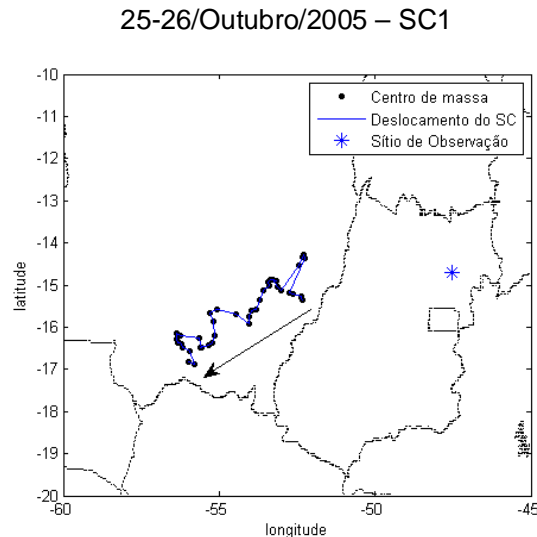 25-26/Outubro/2005 – SC1
Centro de massa
Deslocamento do SC
Sítio de Observação
latitude
-10
-11
-12
-13
-14
-15
-16
-17
-18
-19
-20
-60
-55
-50
-45
longitude